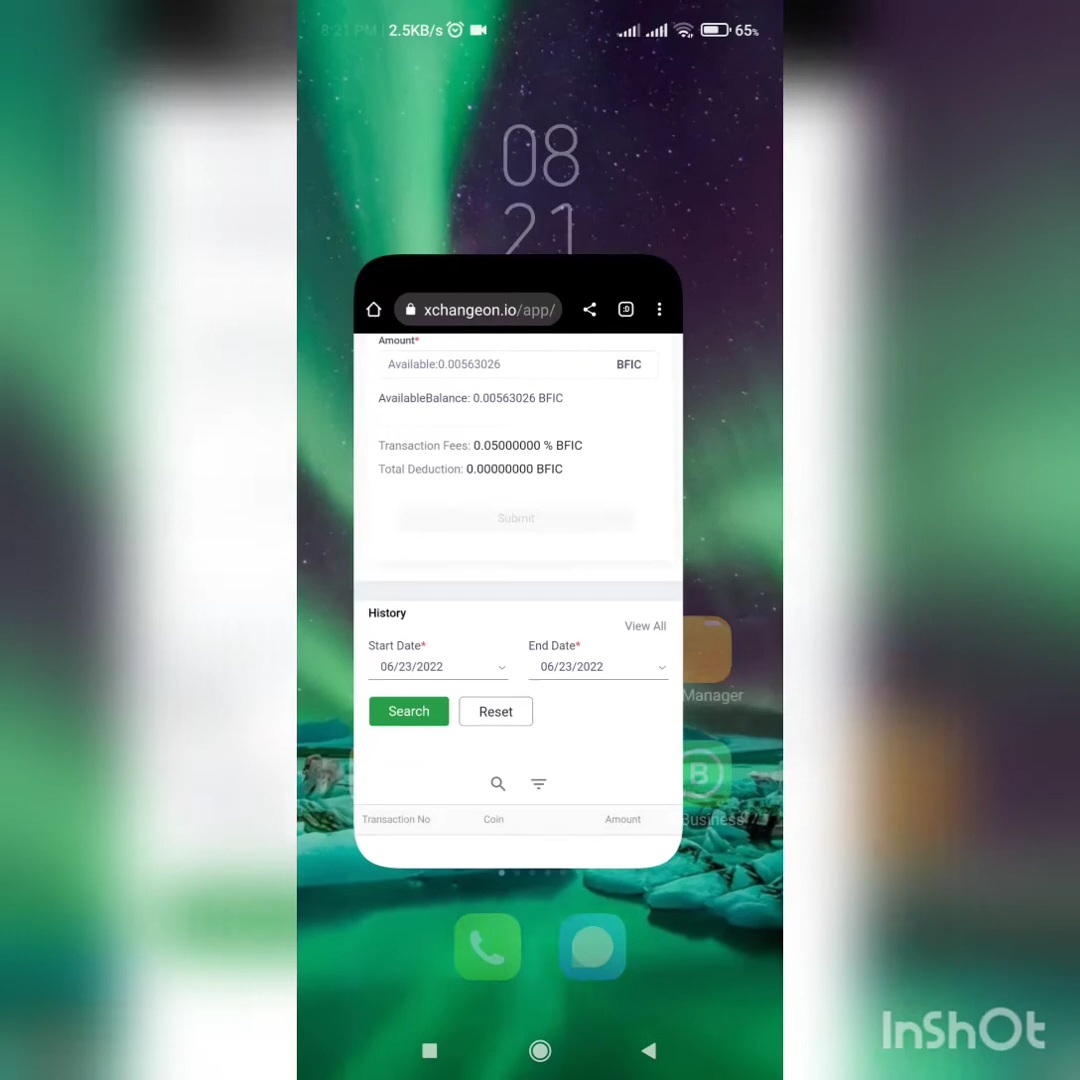 8:21 PM | 2.5KB/s 65%
08
21
xchangeon.io/app/ :D
Amount*
Available:0.00563026 BFIC
AvailableBalance: 0.00563026 BFIC
Transaction Fees: 0.05000000 % BFIC
Total Deduction: 0.00000000 BFIC
Submit
History
View All
Start Date* End Date*
06/23/2022 06/23/2022
Search Reset
Manager
B
Transaction No Coin Amount
Business
InShOt